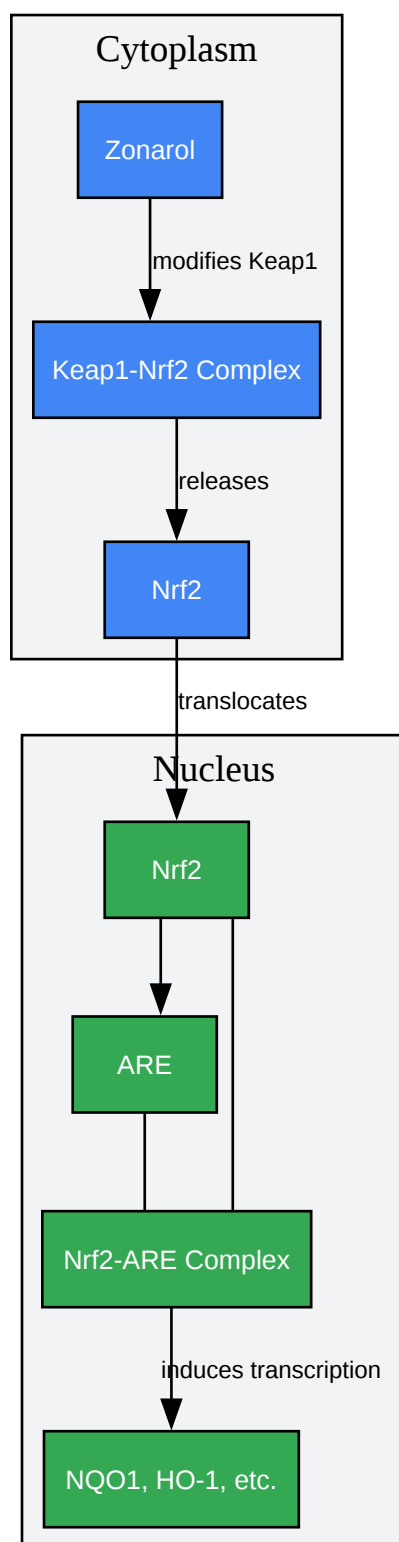 Cytoplasm
Zonarol
modifies Keap1
Keap1-Nrf2 Complex
releases
Nrf2
translocates
Nucleus
Nrf2
ARE
Nrf2-ARE Complex
induces transcription
NQO1, HO-1, etc.